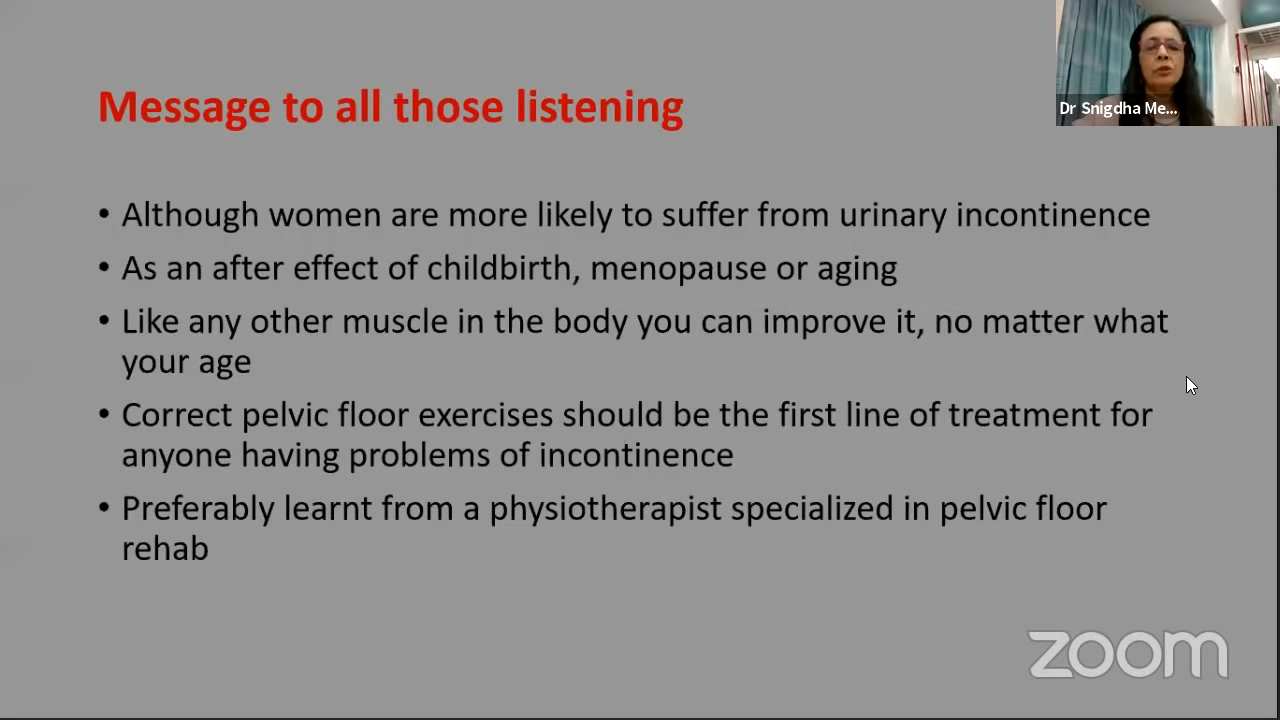 Message to all those listening
Dr Snigdha Me...
• Although women are more likely to suffer from urinary incontinence
• As an after effect of childbirth, menopause or aging
• Like any other muscle in the body you can improve it, no matter what
your age
• Correct pelvic floor exercises should be the first line of treatment for
anyone having problems of incontinence
• Preferably learnt from a physiotherapist specialized in pelvic floor
rehab
zoom